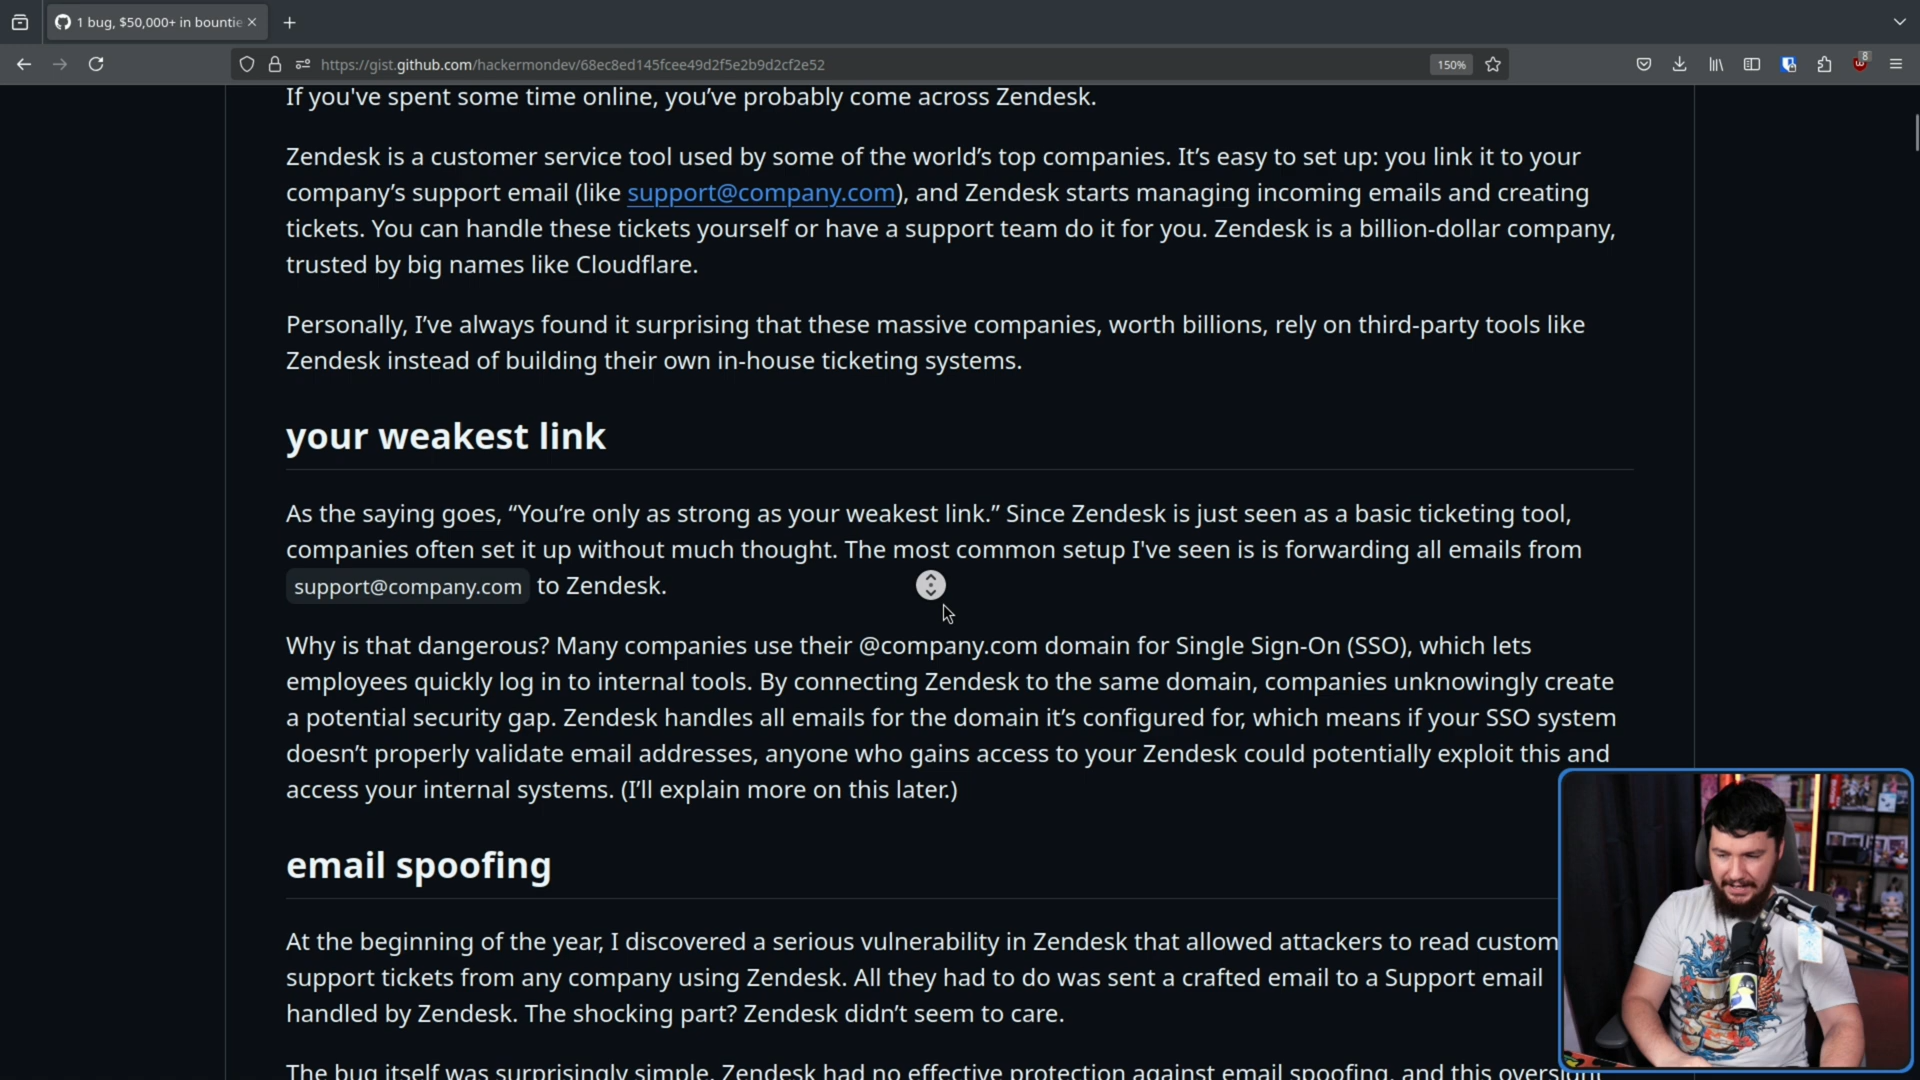 1 bug, $50,000+ in bountie
https://gist.github.com/hackermondev/68ec8ed145fcee49d2f5e2b9d2cf2e52
150%
8
If you've spent some time online, you’ve probably come across Zendesk.
Zendesk is a customer service tool used by some of the world’s top companies. It’s easy to set up: you link it to your
company’s support email (like support@company.com), and Zendesk starts managing incoming emails and creating
tickets. You can handle these tickets yourself or have a support team do it for you. Zendesk is a billion-dollar company,
trusted by big names like Cloudflare.
Personally, I’ve always found it surprising that these massive companies, worth billions, rely on third-party tools like
Zendesk instead of building their own in-house ticketing systems.
your weakest link
As the saying goes, “You’re only as strong as your weakest link.” Since Zendesk is just seen as a basic ticketing tool,
companies often set it up without much thought. The most common setup I've seen is is forwarding all emails from
support@company.com to Zendesk.
Why is that dangerous? Many companies use their @company.com domain for Single Sign-On (SSO), which lets
employees quickly log in to internal tools. By connecting Zendesk to the same domain, companies unknowingly create
a potential security gap. Zendesk handles all emails for the domain it’s configured for, which means if your SSO system
doesn’t properly validate email addresses, anyone who gains access to your Zendesk could potentially exploit this and
access your internal systems. (I’ll explain more on this later.)
email spoofing
At the beginning of the year, I discovered a serious vulnerability in Zendesk that allowed attackers to read custom
support tickets from any company using Zendesk. All they had to do was sent a crafted email to a Support email
handled by Zendesk. The shocking part? Zendesk didn’t seem to care.
The bug itself was surprisingly simple. Zendesk had no effective protection against email spoofing, and this oversight